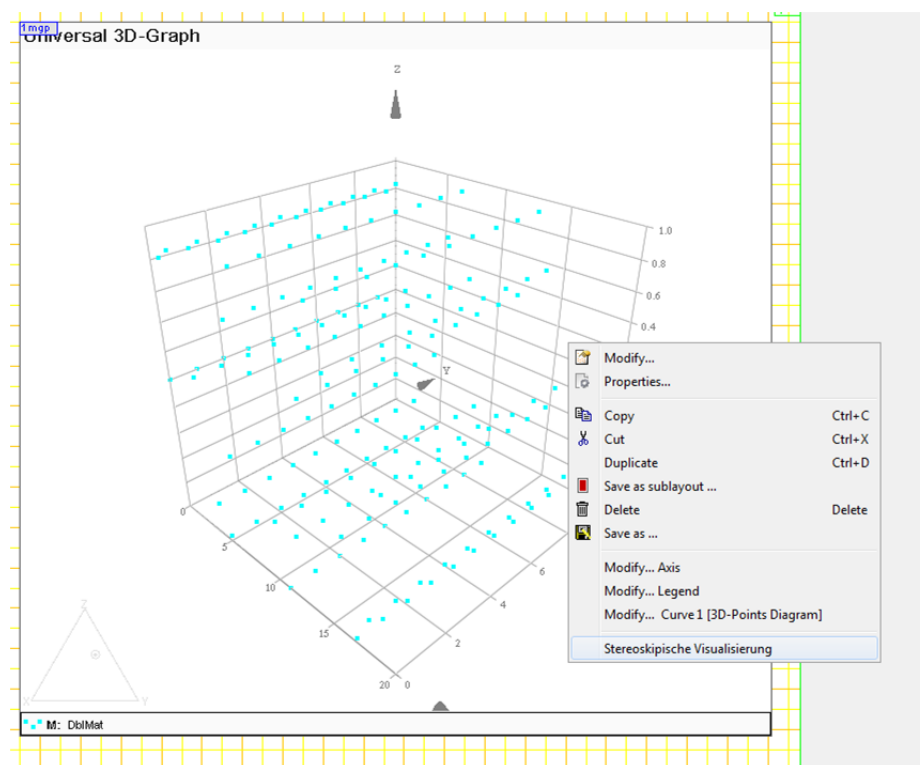 1 mgp
Universal 3D-Graph
Z
1.0
0.8
0.6
0.4
Y
0
5
10
15
20
0
2
4
6
Z
X
Y
M: DblMat
Modify...
Properties...
Copy Ctrl+C
Cut Ctrl+X
Duplicate Ctrl+D
Save as sublayout ...
Delete Delete
Save as ...
Modify... Axis
Modify... Legend
Modify... Curve 1 [3D-Points Diagram]
Stereoskipische Visualisierung